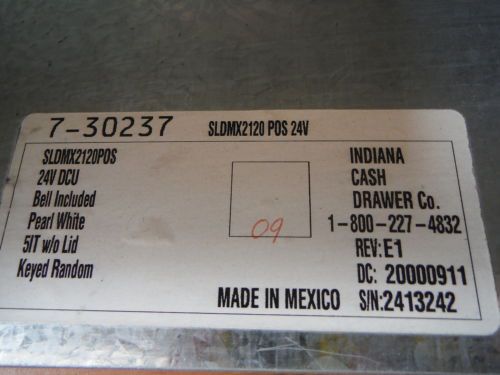 7-30237 SLDMX2120 POS 24V
SLDMX2120POS
24V DCU
Bell Included
Pearl White
5IT w/o Lid
Keyed Random
09
INDIANA
CASH
DRAWER Co.
1-800-227-4832
REV: E1
DC: 20000911
MADE IN MEXICO S/N:2413242